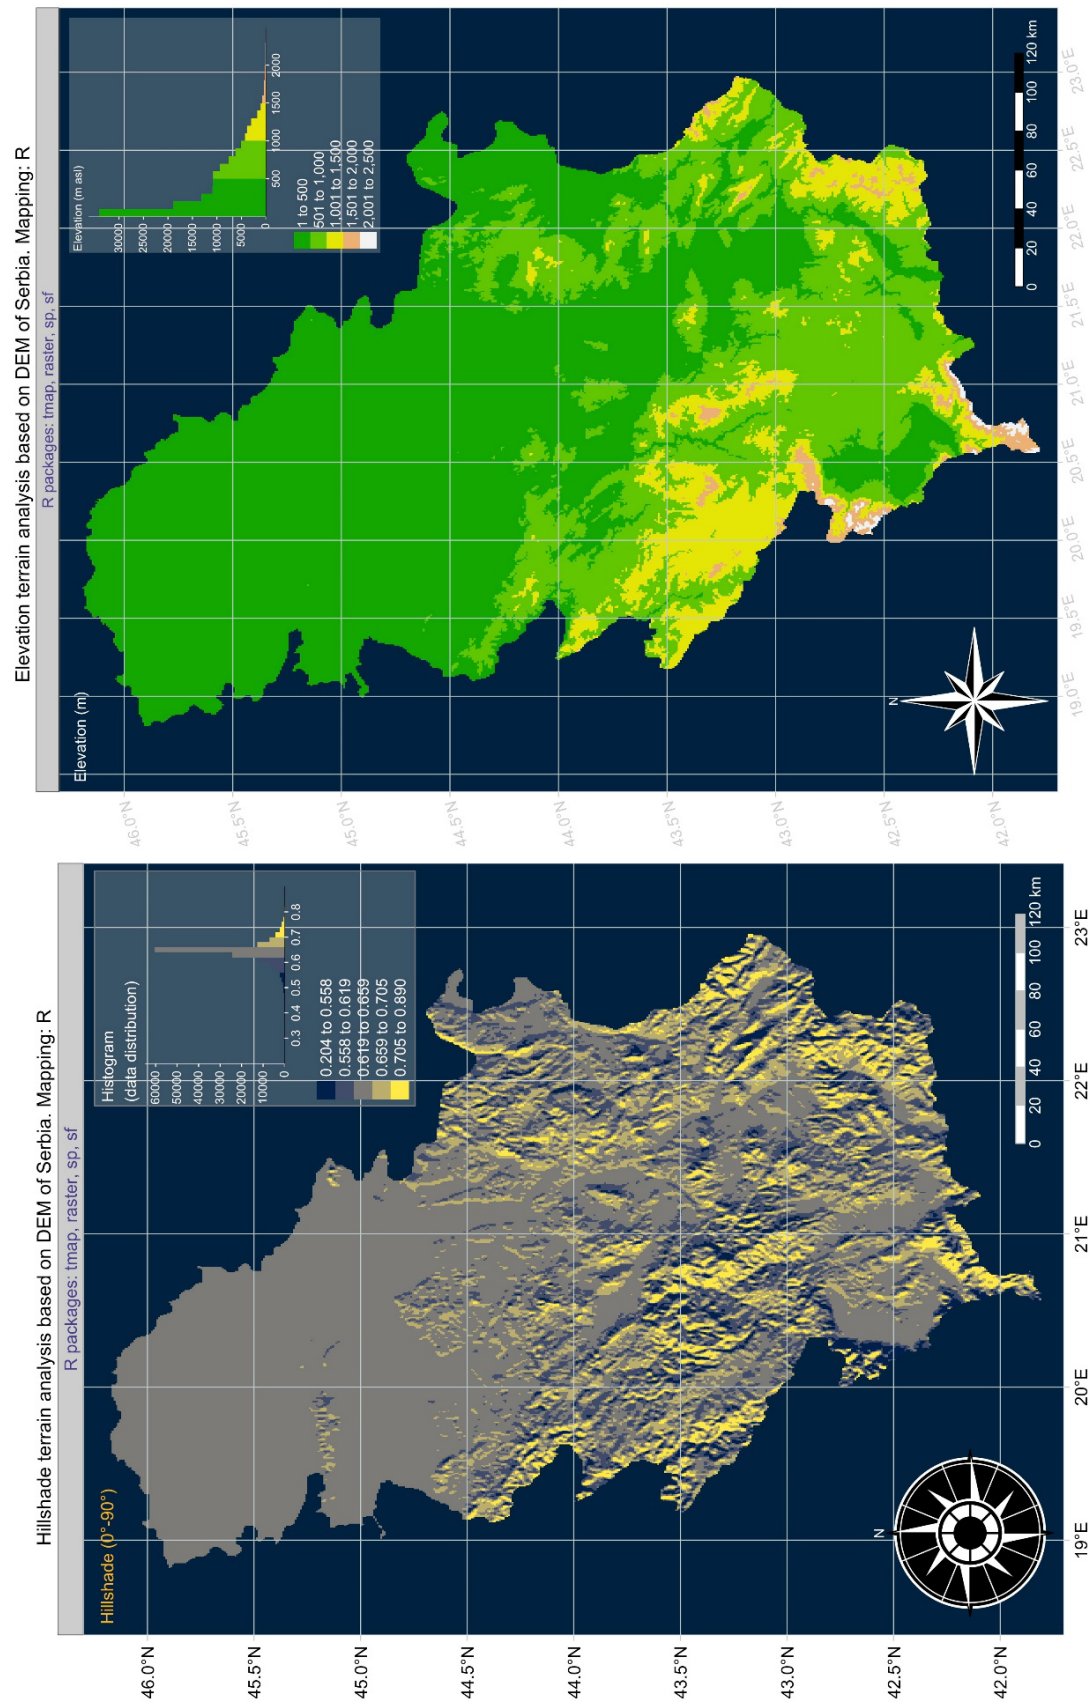 Hillshade terrain analysis based on DEM of Serbia. Mapping: R
R packages: tmap, raster, sp, sf
Hillshade (0°-90°)
Histogram
(data distribution)
60000
50000
40000
30000
20000
10000
0
0.3
0.4
0.5
0.6
0.7
0.8
0.204 to 0.558
0.558 to 0.619
0.619 to 0.659
0.659 to 0.705
0.705 to 0.890
46.0°N
45.5°N
45.0°N
44.5°N
44.0°N
43.5°N
43.0°N
42.5°N
42.0°N
N
0 20 40 60 80 100 120 km
19°E
20°E
21°E
22°E
23°E
Elevation terrain analysis based on DEM of Serbia. Mapping: R
R packages: tmap, raster, sp, sf
Elevation (m)
Elevation (m asl)
30000
25000
20000
15000
10000
5000
0
500
1000
1500
2000
1 to 500
501 to 1,000
1,001 to 1,500
1,501 to 2,000
2,001 to 2,500
46.0°N
45.5°N
45.0°N
44.5°N
44.0°N
43.5°N
43.0°N
42.5°N
42.0°N
N
0 20 40 60 80 100 120 km
19.0°E
19.5°E
20.0°E
20.5°E
21.0°E
21.5°E
22.0°E
22.5°E
23.0°E